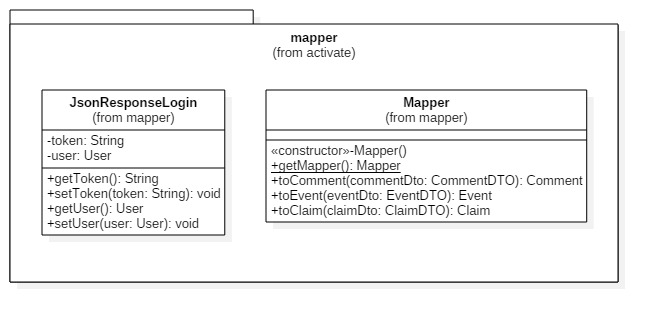 mapper
(from activate)
JsonResponseLogin
(from mapper)
-token: String
-user: User
+getToken(): String
+setToken(token: String): void
+getUser(): User
+setUser(user: User): void
Mapper
(from mapper)
«constructor»-Mapper()
+getMapper(): Mapper
+toComment(commentDto: CommentDTO): Comment
+toEvent(eventDto: EventDTO): Event
+toClaim(claimDto: ClaimDTO): Claim